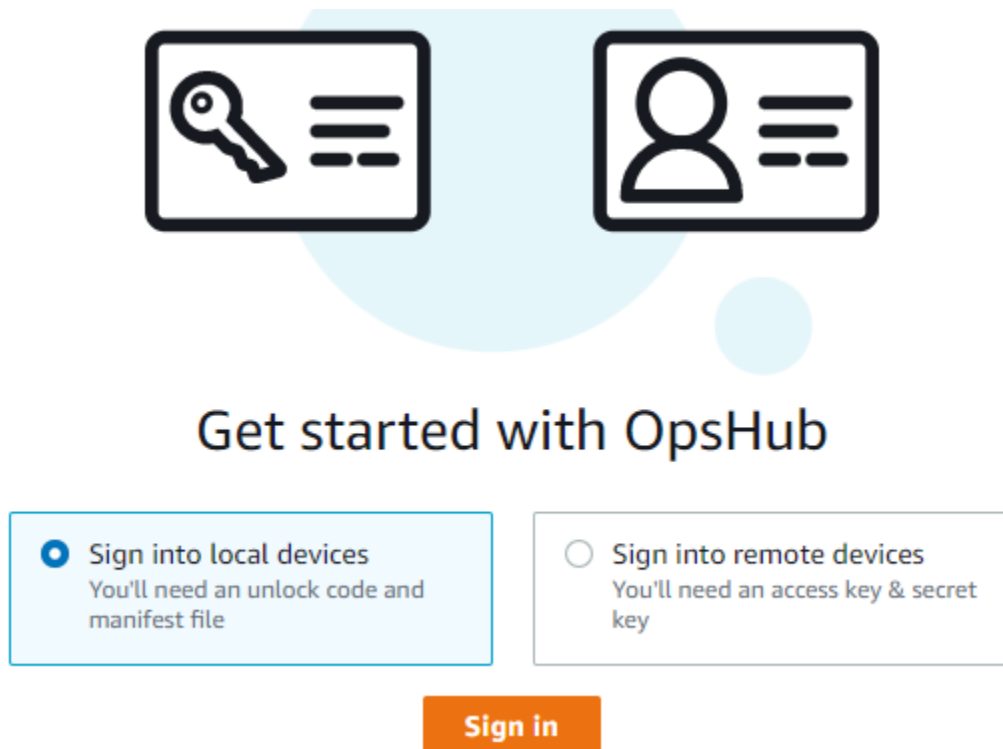 Get started with OpsHub
Sign into local devices
You'll need an unlock code and
manifest file
Sign into remote devices
You'll need an access key & secret
key
Sign in